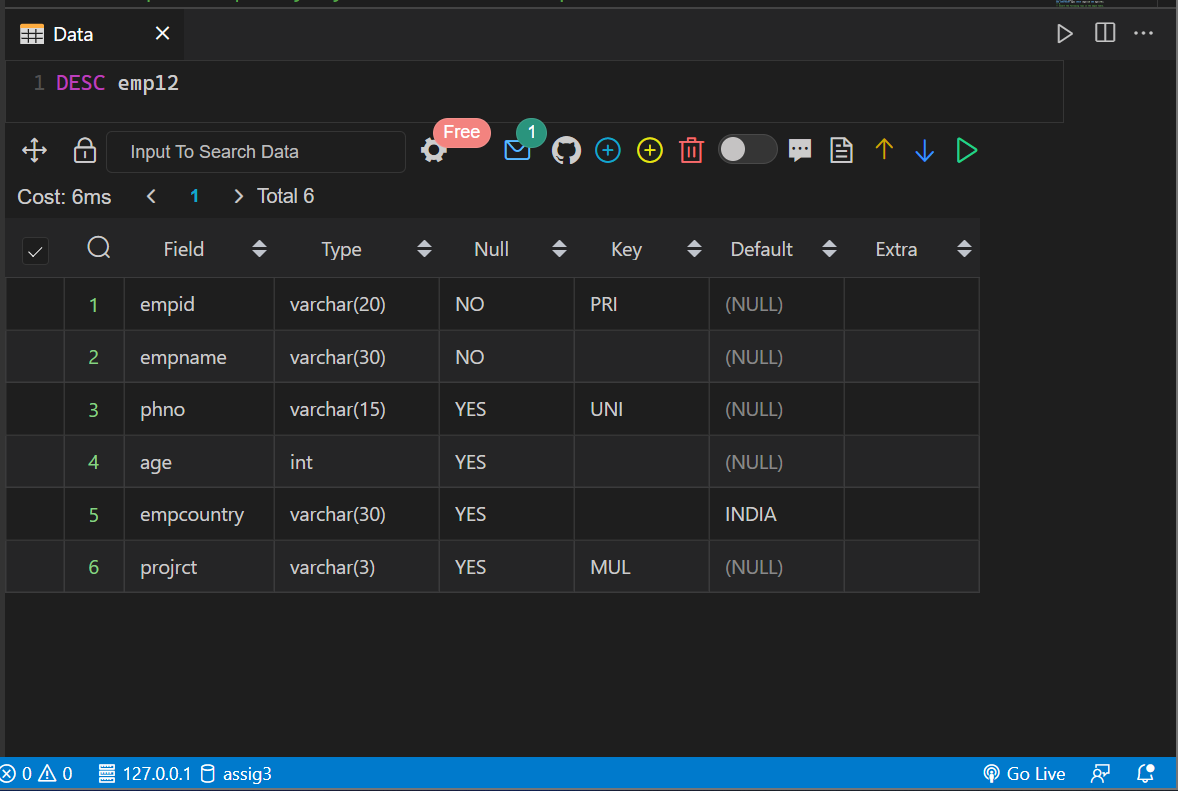 Data
1 DESC emp12
Input To Search Data Free 1
Cost: 6ms 1 Total 6
Field Type Null Key Default Extra
1 empid varchar(20) NO PRI (NULL)
2 empname varchar(30) NO (NULL)
3 phno varchar(15) YES UNI (NULL)
4 age int YES (NULL)
5 empcountry varchar(30) YES INDIA
6 projrct varchar(3) YES MUL (NULL)
0 0 127.0.0.1 assig3 Go Live